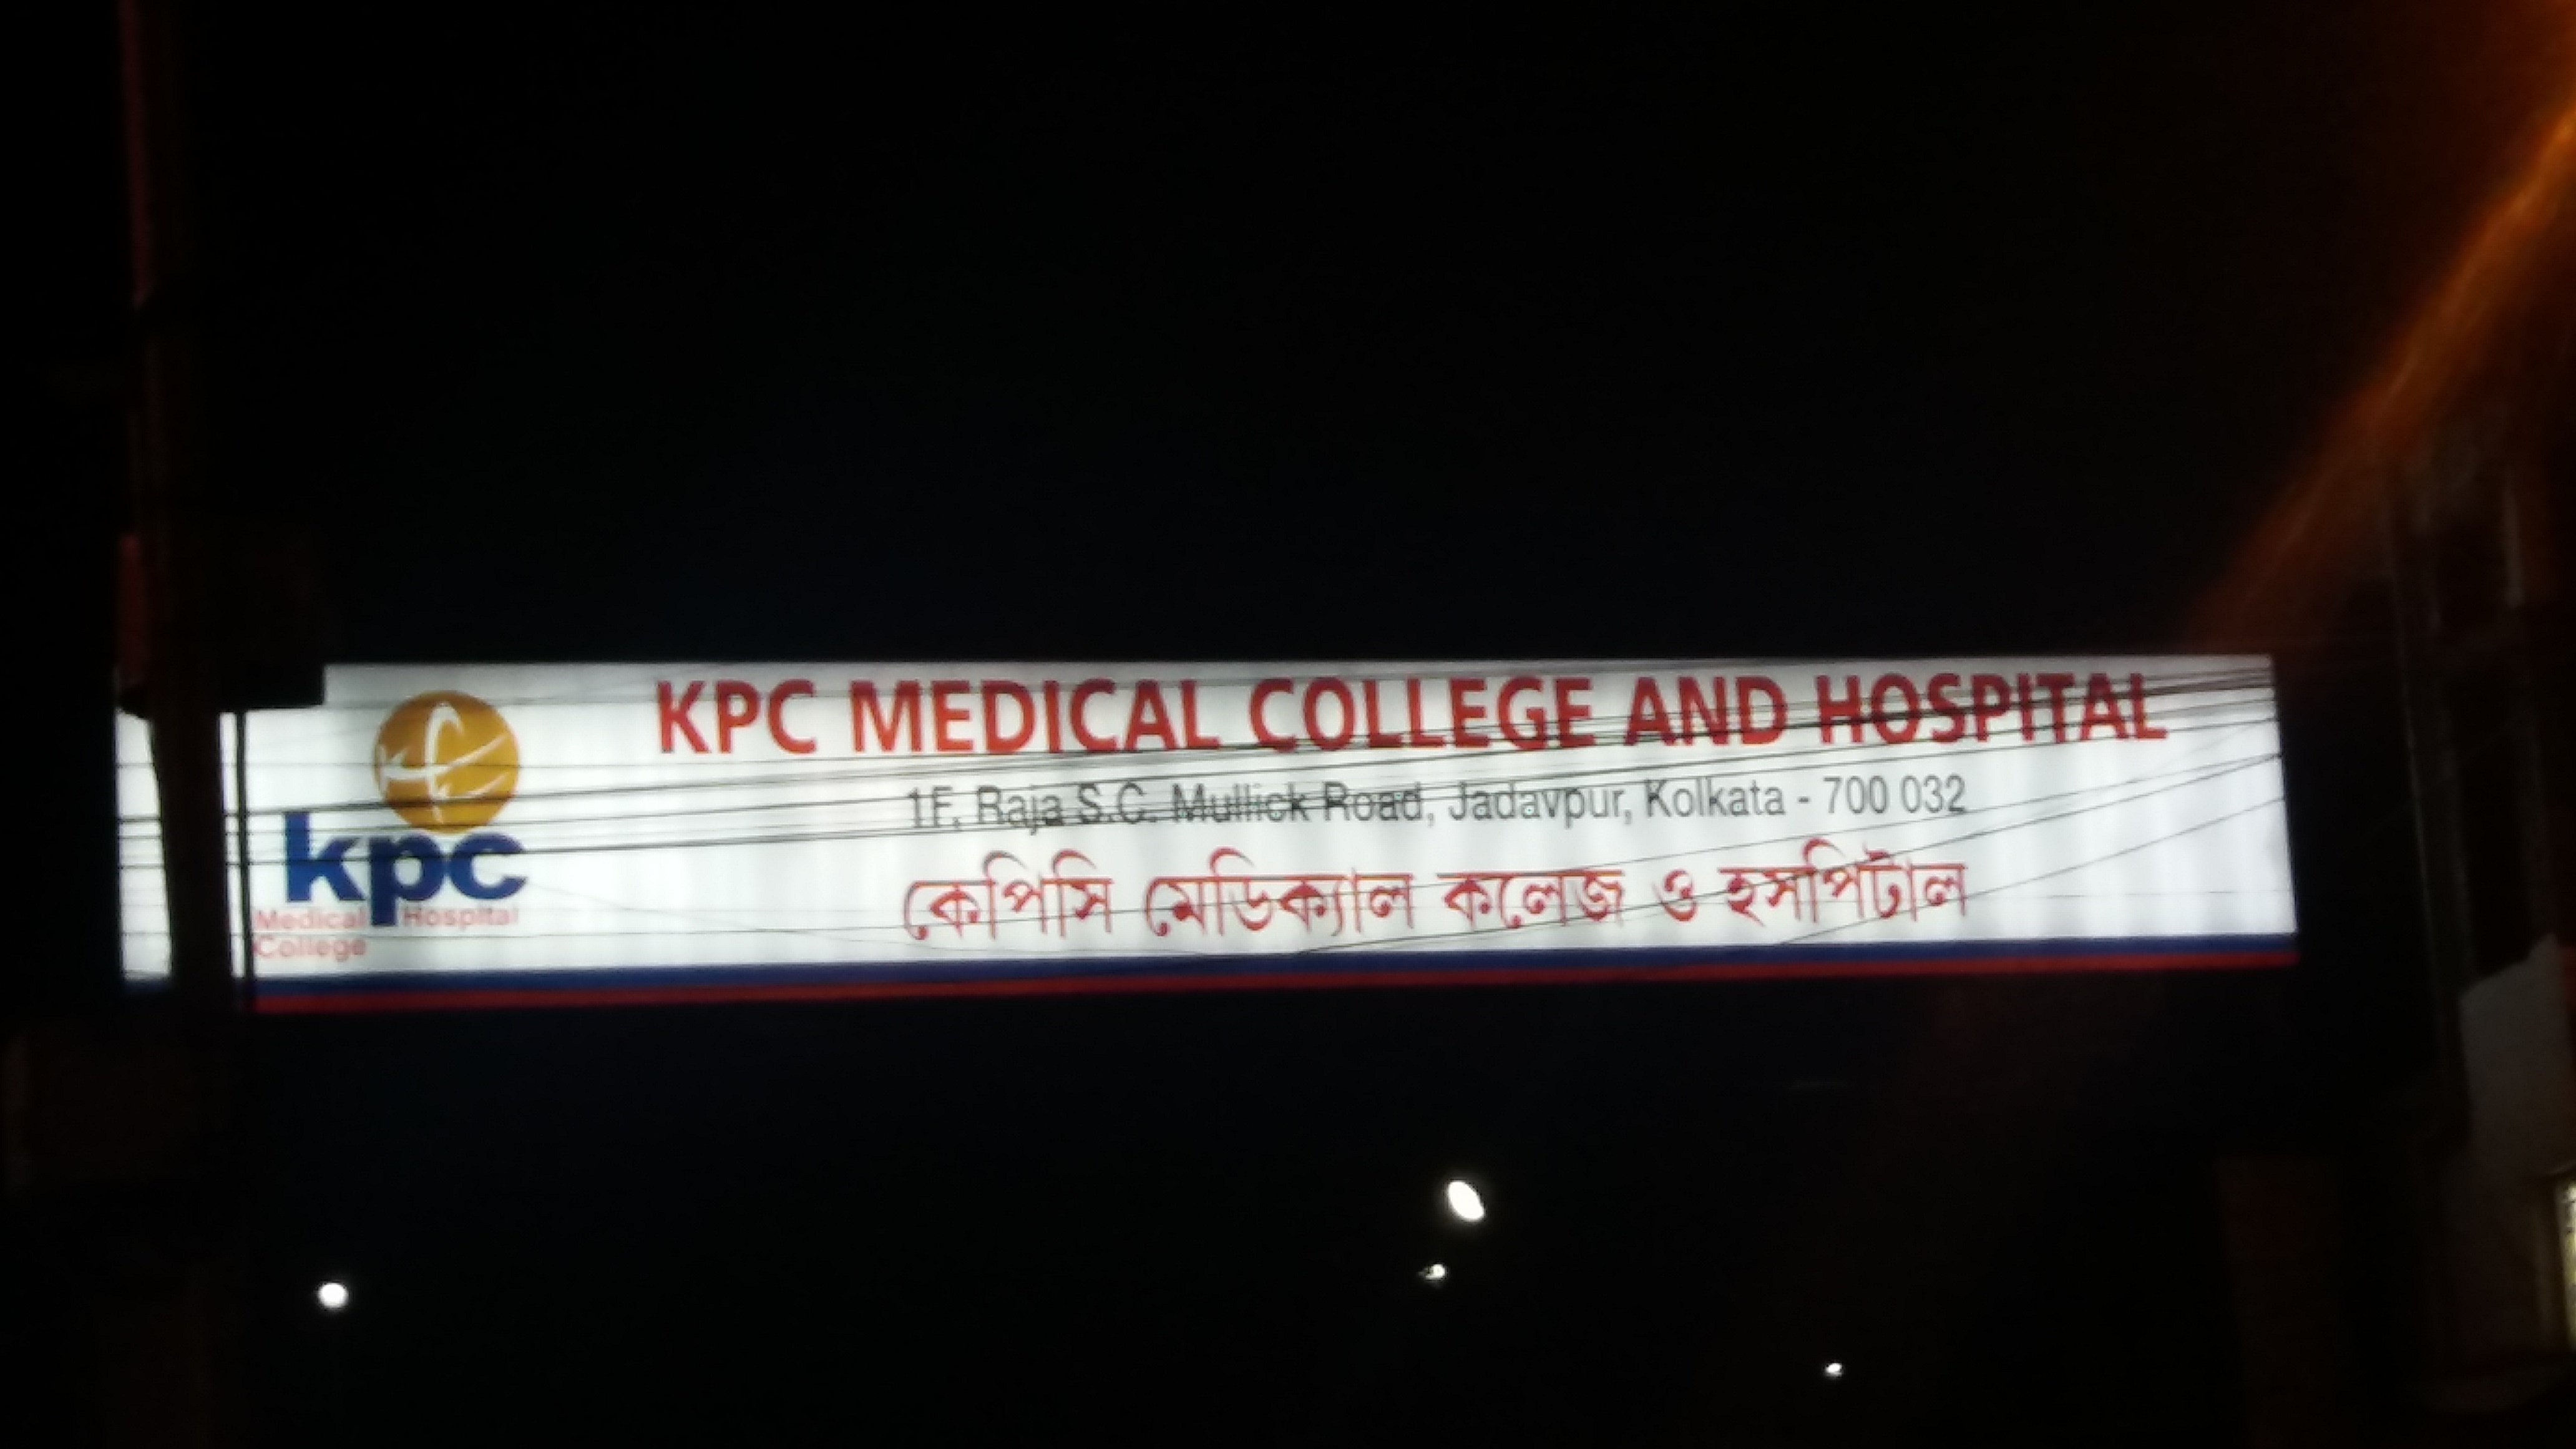 KPC MEDICAL COLLEGE AND HOSPITAL
1F, Raja S.C. Mullick Road, Jadavpur, Kolkata - 700 032
কেপিসি মেডিক্যাল কলেজ ও হসপিটাল
kpc
Medical Hospital
College